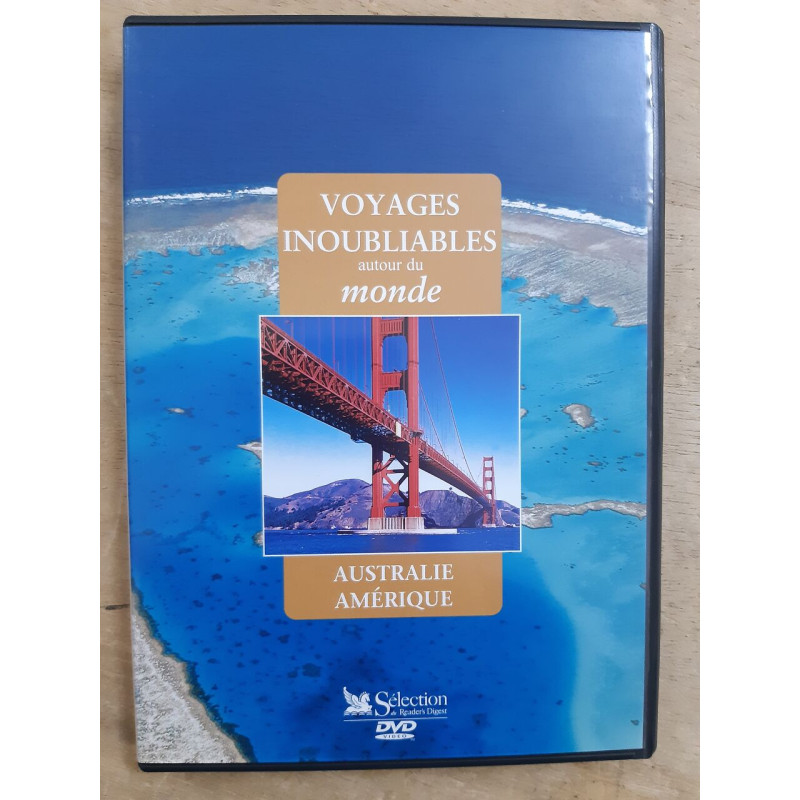 VOYAGES
INOUBLIABLES
autour du
monde
AUSTRALIE
AMÉRIQUE
Sélection
du Reader's Digest
DVD
VIDEO